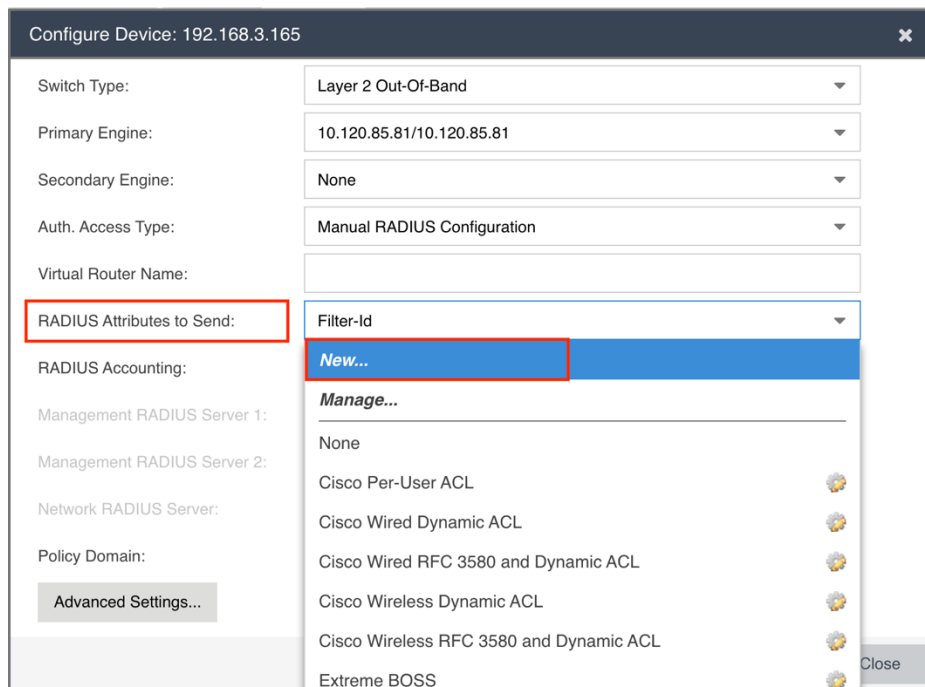 Configure Device: 192.168.3.165
Switch Type: Layer 2 Out-Of-Band
Primary Engine: 10.120.85.81/10.120.85.81
Secondary Engine: None
Auth. Access Type: Manual RADIUS Configuration
Virtual Router Name:
RADIUS Attributes to Send: Filter-Id
New...
RADIUS Accounting:
Manage...
Management RADIUS Server 1:
None
Management RADIUS Server 2:
Cisco Per-User ACL
Network RADIUS Server:
Cisco Wired Dynamic ACL
Policy Domain:
Cisco Wired RFC 3580 and Dynamic ACL
Advanced Settings...
Cisco Wireless Dynamic ACL
Cisco Wireless RFC 3580 and Dynamic ACL
Close
Extreme BOSS